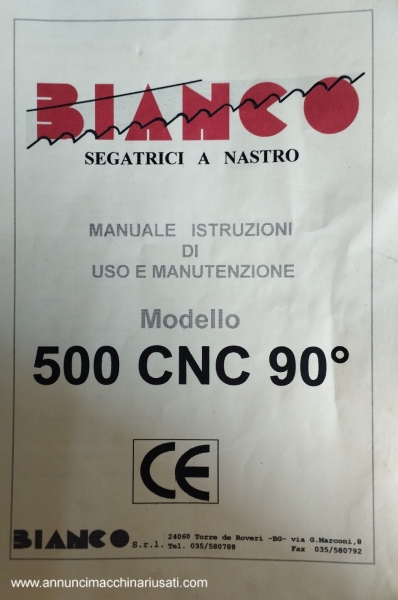 BIANCO
SEGATRICI A NASTRO
MANUALE ISTRUZIONI
DI
USO E MANUTENZIONE
Modello
500 CNC 90°
CE
BIANCO S.r.l.
24060 Torre de Roveri -BG- via G.Marconi,8
Tel. 035/580788 Fax 035/580792
www.annuncimacchinariusati.com